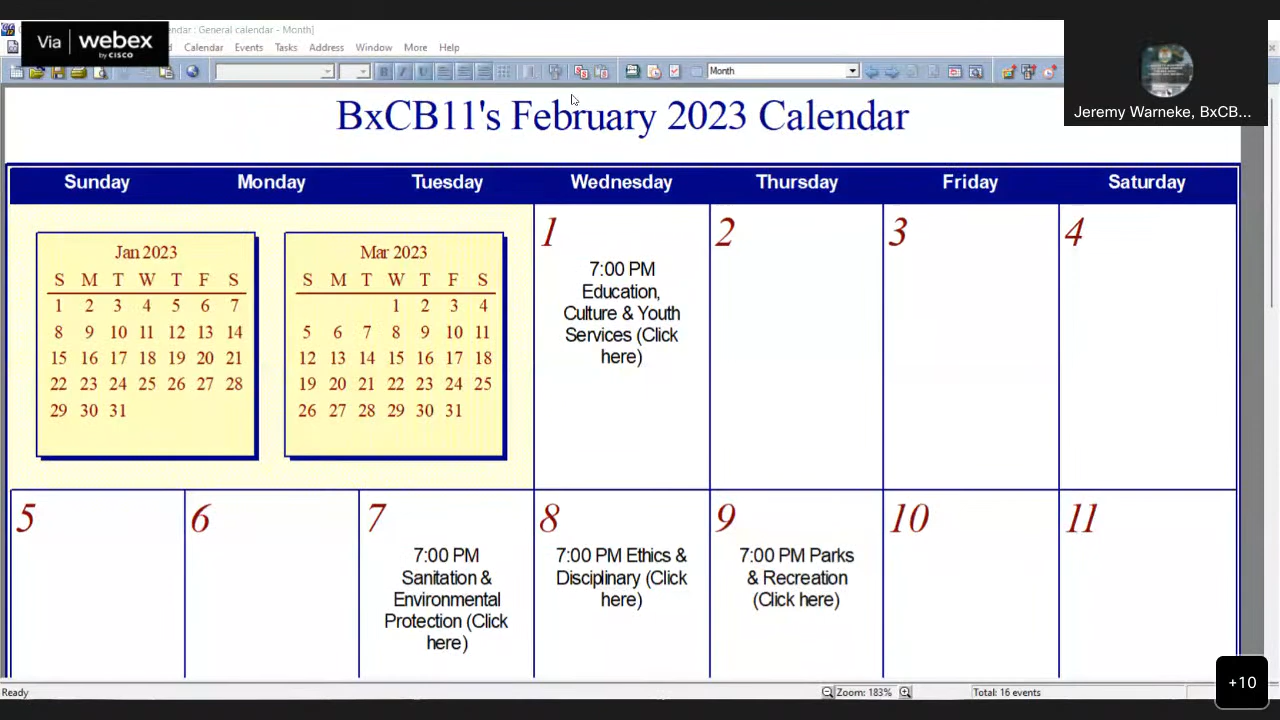 Via webex
by CISCO
endar : General calendar - Month]
Calendar Events Tasks Address Window More Help
Month
Jeremy Warneke, BxCB...
BxCB11's February 2023 Calendar
Sunday Monday Tuesday Wednesday Thursday Friday Saturday
Jan 2023
S M T W T F S
1 2 3 4 5 6 7
8 9 10 11 12 13 14
15 16 17 18 19 20 21
22 23 24 25 26 27 28
29 30 31
Mar 2023
S M T W T F S
1 2 3 4
5 6 7 8 9 10 11
12 13 14 15 16 17 18
19 20 21 22 23 24 25
26 27 28 29 30 31
1
7:00 PM
Education,
Culture & Youth
Services (Click
here)
2
3
4
5
6
7
7:00 PM
Sanitation &
Environmental
Protection (Click
here)
8
7:00 PM Ethics &
Disciplinary (Click
here)
9
7:00 PM Parks
& Recreation
(Click here)
10
11
Ready
Zoom: 183%
Total: 16 events
+10